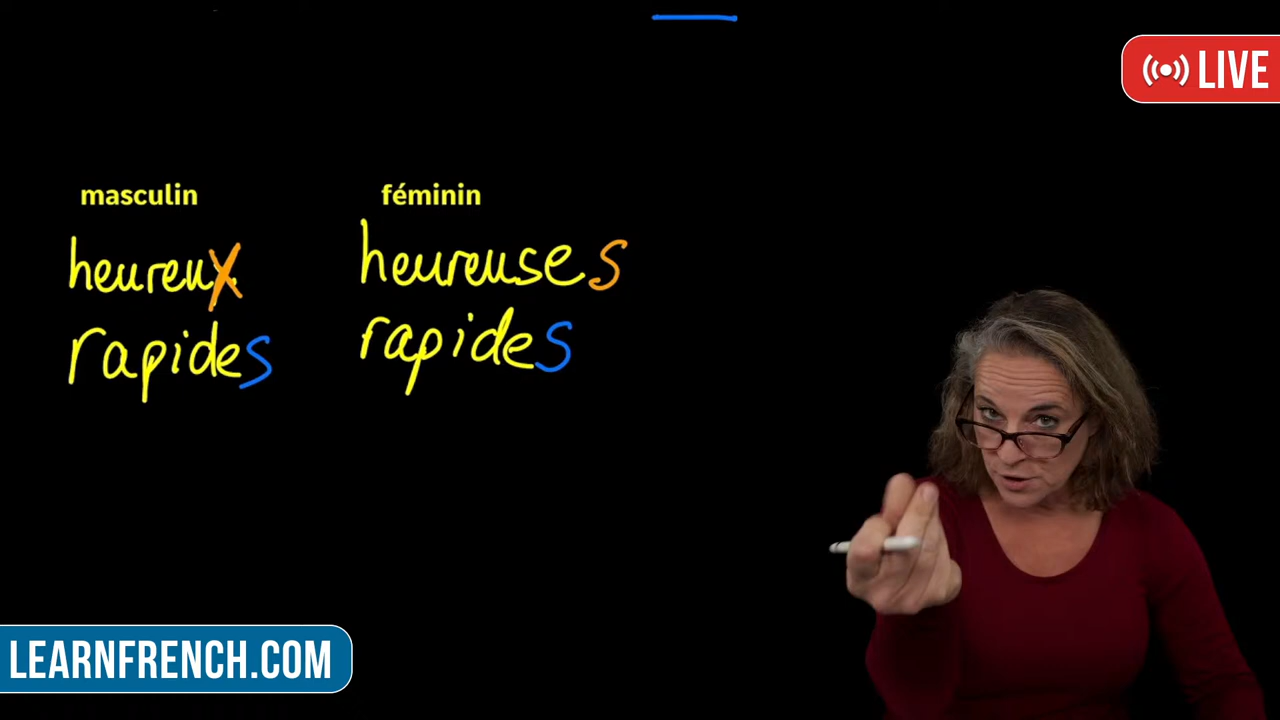 LIVE
masculin féminin
heureux heureuses
rapides rapides
LEARNFRENCH.COM